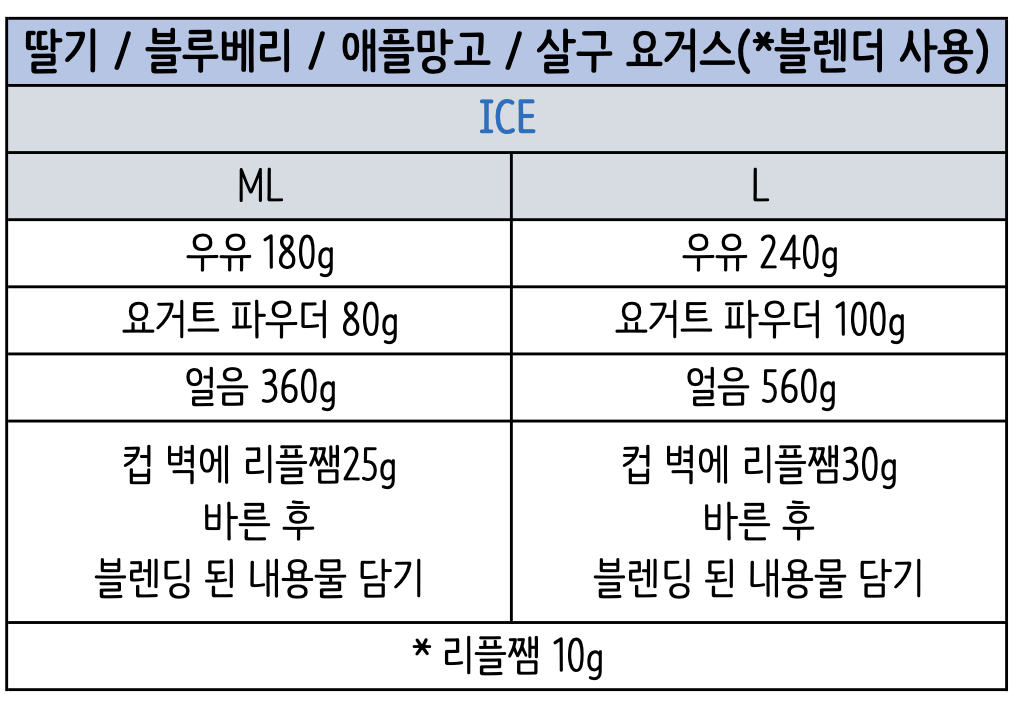 딸기 / 블루베리 / 애플망고 / 살구 요거스(*블렌더 사용)
ICE
ML L
우유 180g 우유 240g
요거트 파우더 80g 요거트 파우더 100g
얼음 360g 얼음 560g
컵 벽에 리플쨈25g 컵 벽에 리플쨈30g
바른 후 바른 후
블렌딩 된 내용물 담기 블렌딩 된 내용물 담기
* 리플쨈 10g